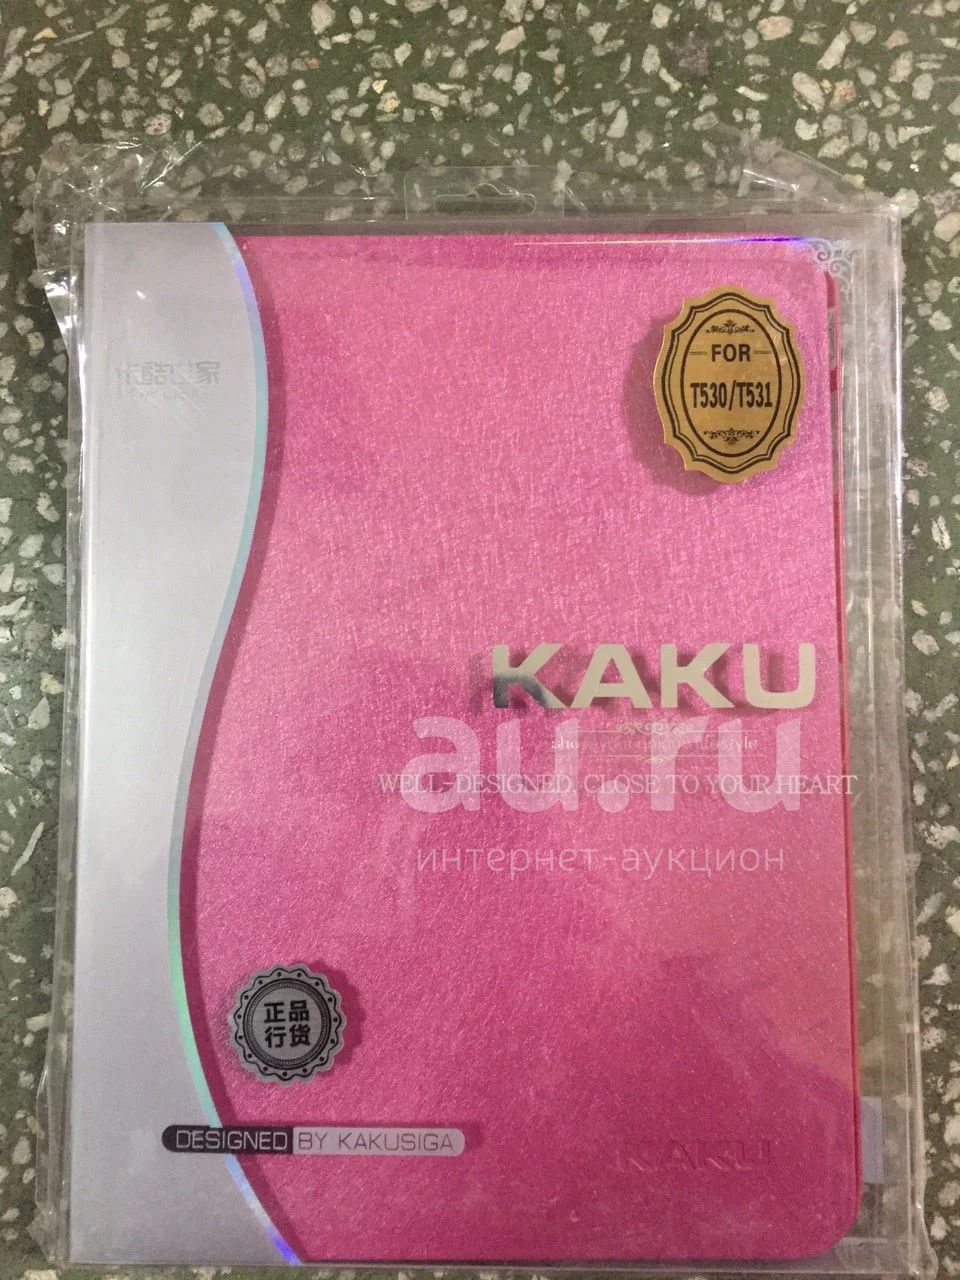 FOR
T530/T531
KAKU
WELL-DESIGNED, CLOSE TO YOUR HEART
au.ru
интернет-аукцион
正品
行货
DESIGNED BY KAKUSIGA
KAKU